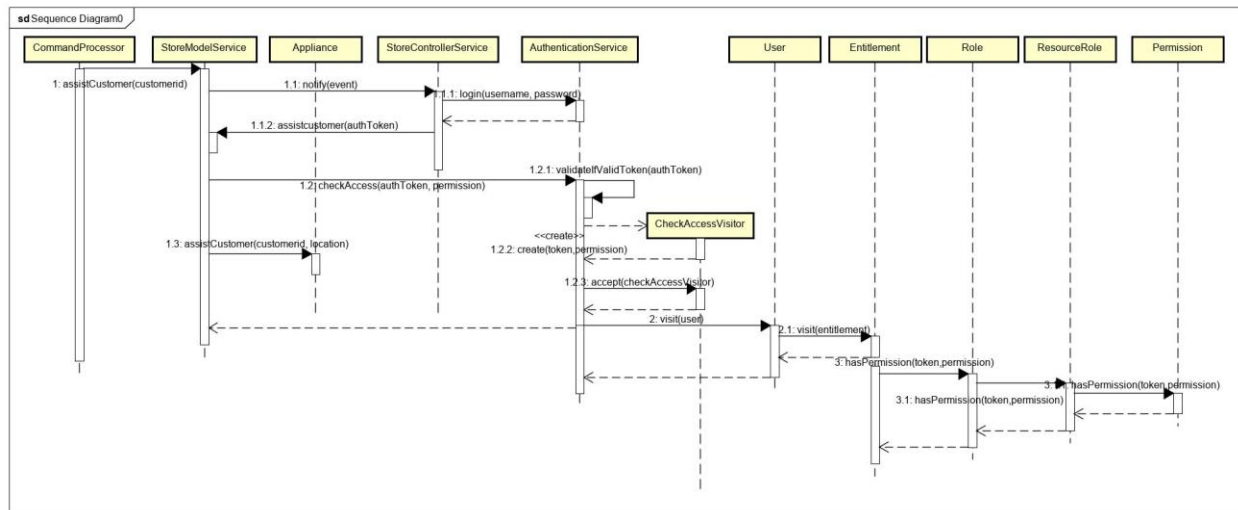 sd Sequence Diagram0
CommandProcessor
StoreModelService
Appliance
StoreControllerService
AuthenticationService
User
Entitlement
Role
ResourceRole
Permission
1: assistCustomer(customerid)
1.1: notify(event)
1.1.1: login(username, password)
1.1.2: assistcustomer(authToken)
1.2.1: validateIfValidToken(authToken)
1.2: checkAccess(authToken, permission)
CheckAccessVisitor
<<create>>
1.3: assistCustomer(customerid, location)
1.2.2: create(token,permission)
1.2.3: accept(checkAccessVisitor)
2: visit(user)
2.1: visit(entitlement)
3: hasPermission(token,permission)
hasPermission(token,permission)
3.1: hasPermission(token,permission)